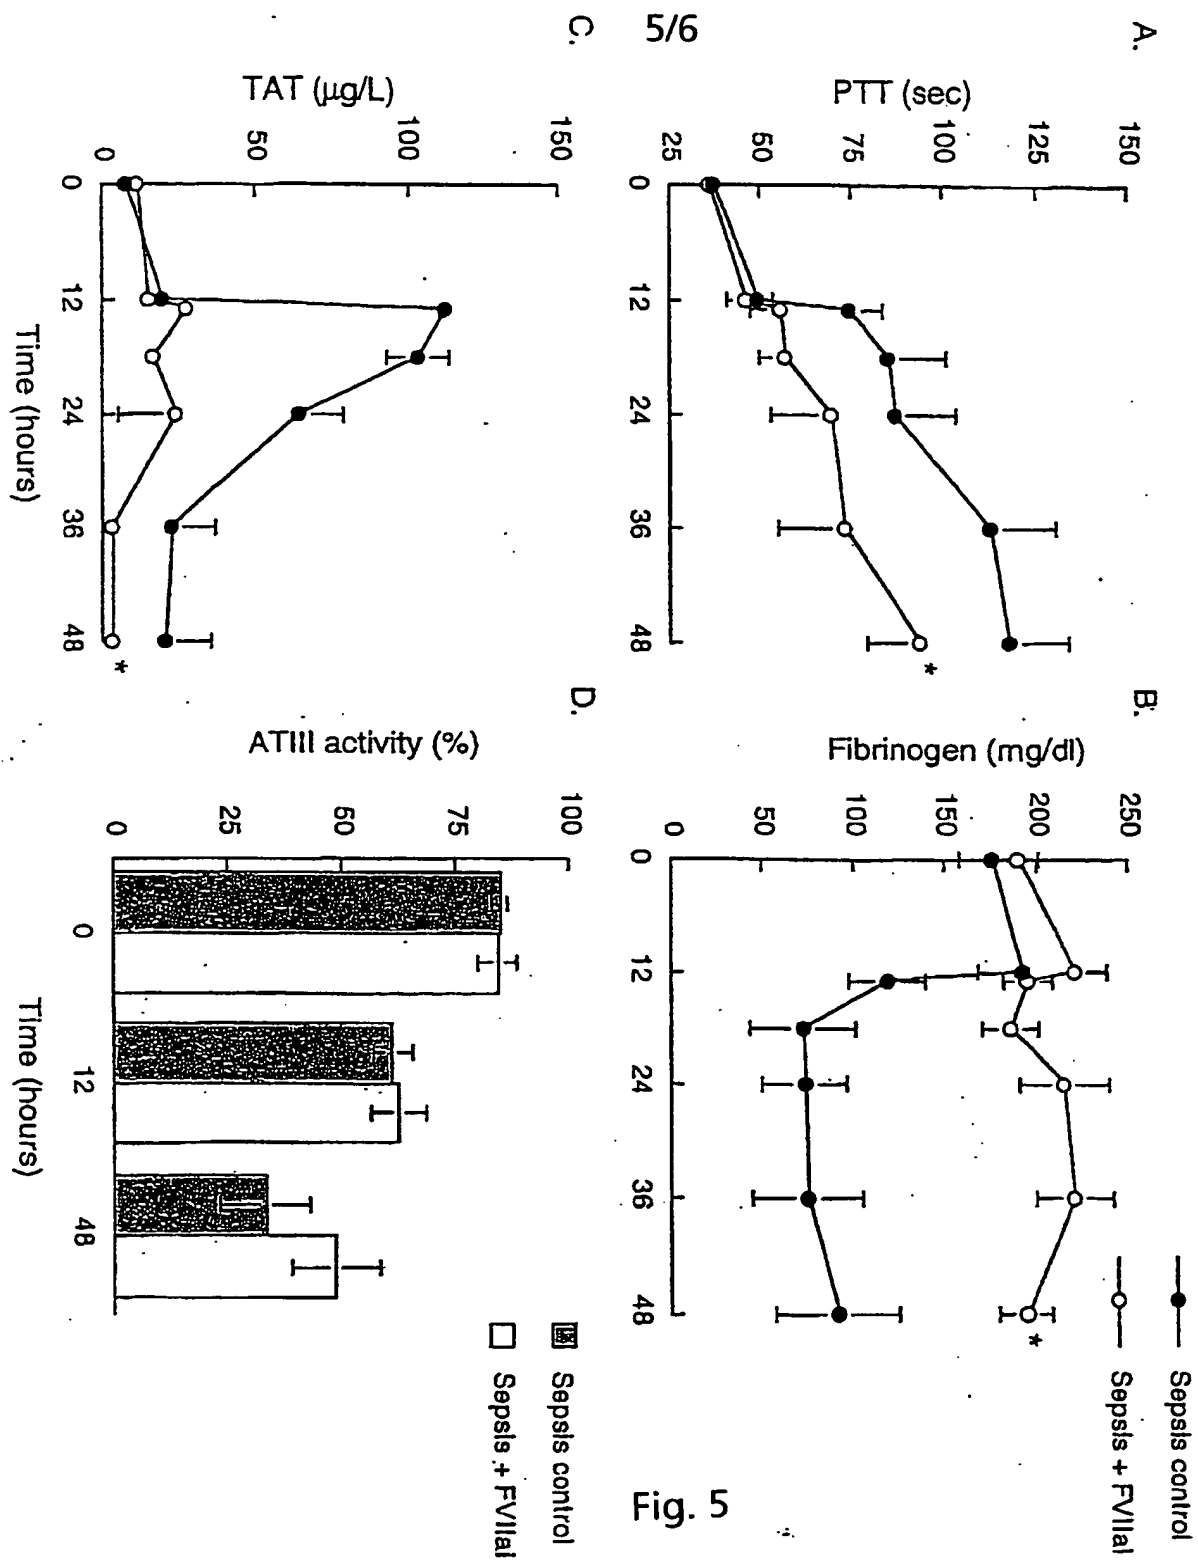 5/6
A.
PTT (sec)
150
125
100
75
50
25
0
12
24
36
48
B.
Fibrinogen (mg/dl)
250
200
150
100
50
0
0
12
24
36
48
*
*
Sepsis control
Sepsis + FVIIai
C.
TAT (µg/L)
150
100
50
0
0
12
24
36
48
*
Time (hours)
D.
ATIII activity (%)
100
75
50
25
0
0
12
48
Time (hours)
Sepsis control
Sepsis + FVIIai
Fig. 5